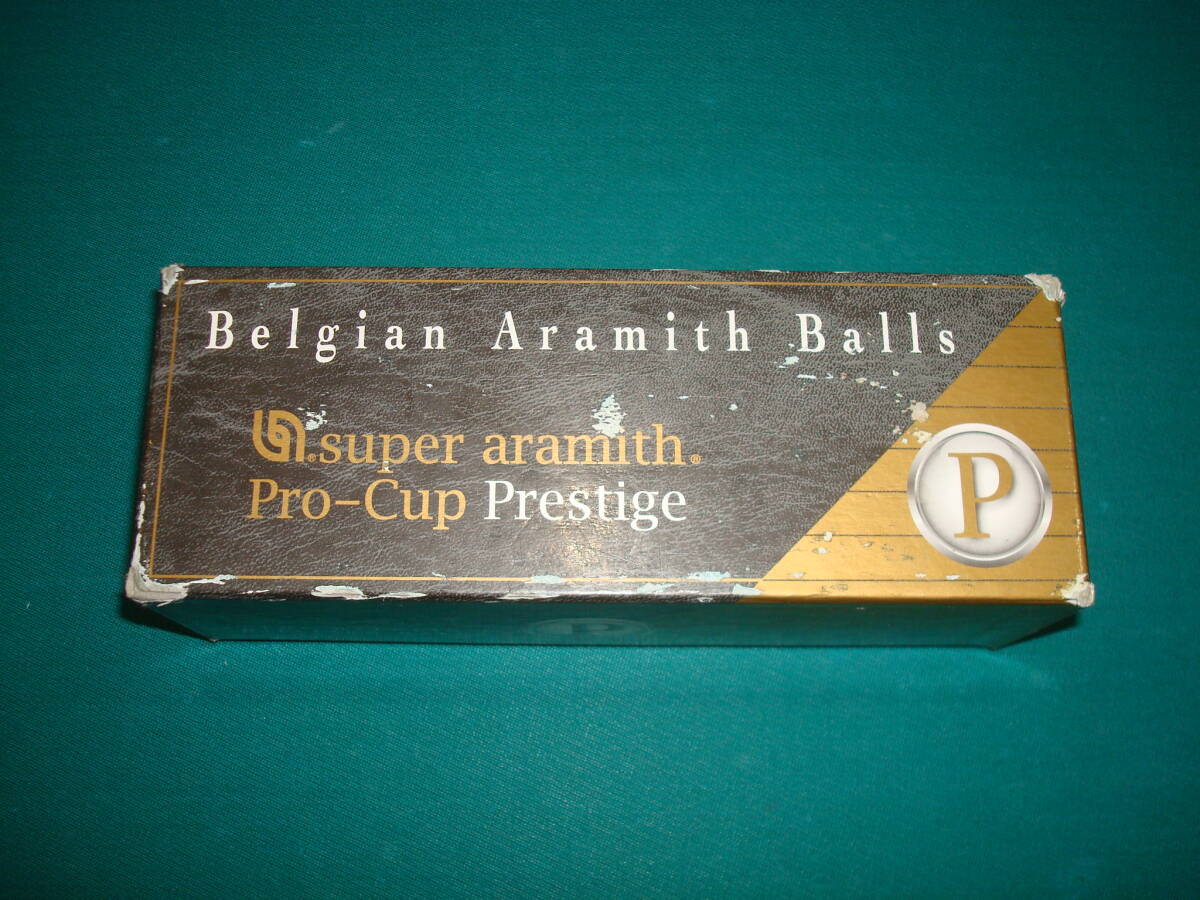 Belgian Aramith Balls
®super aramith®
Pro-Cup Prestige
P
P